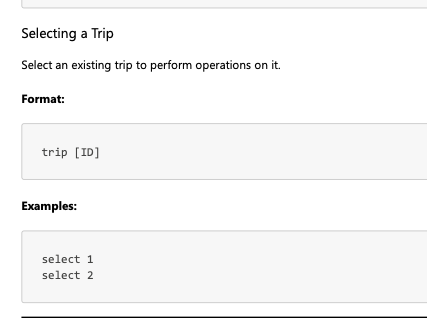 Selecting a Trip
Select an existing trip to perform operations on it.
Format:
trip [ID]
Examples:
select 1
select 2